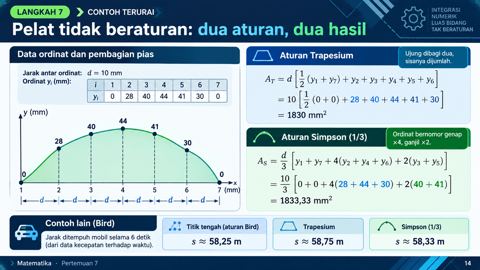 LANGKAH 7
CONTOH TERURAI
INTEGRASI
NUMERIK
LUAS BIDANG
TAK BERATURAN
Pelat tidak beraturan: dua aturan, dua hasil
Data ordinat dan pembagian pias
Jarak antar ordinat: d = 10 mm
Ordinat yᵢ (mm):
i 1 2 3 4 5 6 7
yᵢ 0 28 40 44 41 30 0
y (mm)
0 28 40 44 41 30 0
1 2 3 4 5 6 7 x (mm)
d d d d d d
Aturan Trapesium
Ujung dibagi dua,
sisanya dijumlah.
A_T = d [1/2 (y₁ + y₇) + y₂ + y₃ + y₄ + y₅ + y₆]
= 10 [1/2 (0 + 0) + 28 + 40 + 44 + 41 + 30]
= 1830 mm²
Aturan Simpson (1/3)
Ordinat bernomor genap
×4, ganjil ×2.
A_S = d/3 [y₁ + y₇ + 4(y₂ + y₄ + y₆) + 2(y₃ + y₅)]
= 10/3 [0 + 0 + 4(28 + 44 + 30) + 2(40 + 41)]
= 1833,33 mm²
Contoh lain (Bird)
Jarak ditempuh mobil selama 6 detik
(dari data kecepatan terhadap waktu).
Titik tengah (aturan Bird)
s ≈ 58,25 m
Trapesium
s ≈ 58,75 m
Simpson (1/3)
s ≈ 58,33 m
Matematika · Pertemuan 7
14